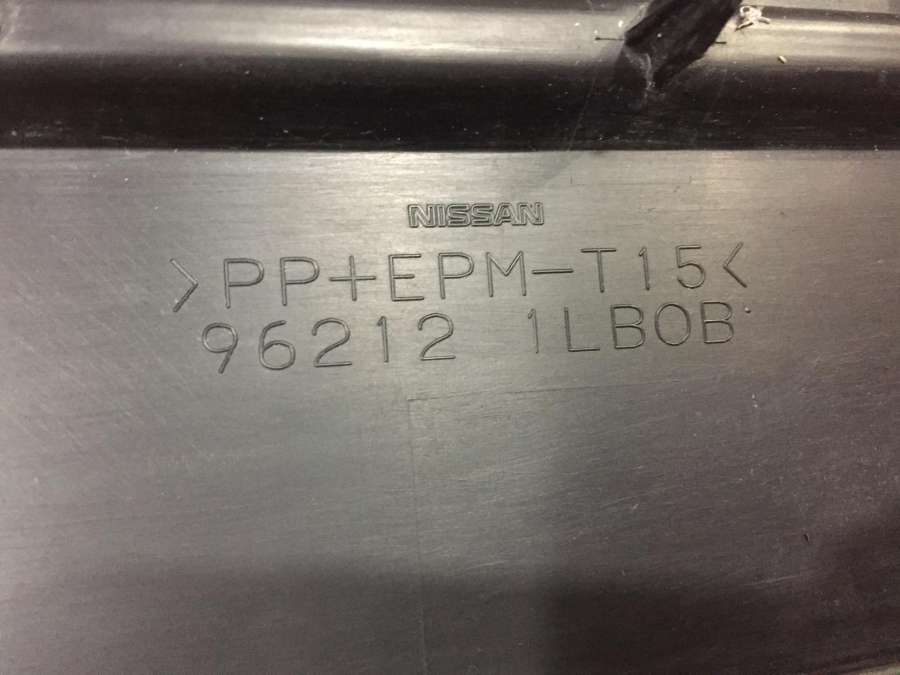 NISSAN
>PP+EPM-T15<
96212 1LB0B